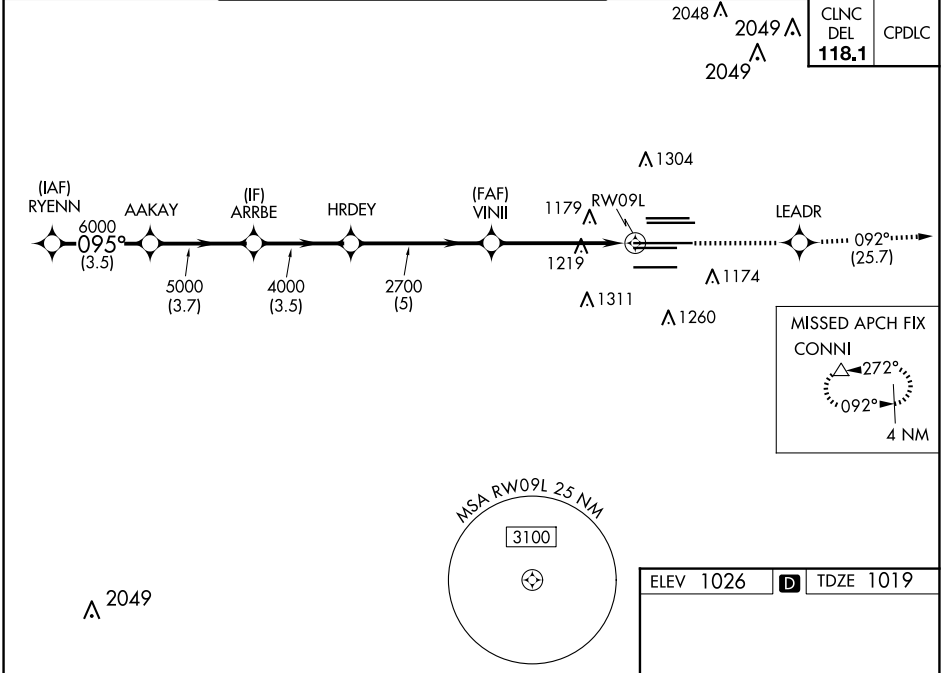 2048
2049
2049
CLNC
DEL
118.1
CPDLC
1304
(IAF)
RYENN
AAKAY
(IF)
ARRBE
HRDEY
(FAF)
VINII
1179
RW09L
LEADR
6000
095°
(3.5)
5000
(3.7)
4000
(3.5)
2700
(5)
1219
1311
1174
1260
092°
(25.7)
MISSED APCH FIX
CONNI
272°
092°
4 NM
MSA RW09L 25 NM
3100
2049
ELEV 1026
D
TDZE 1019